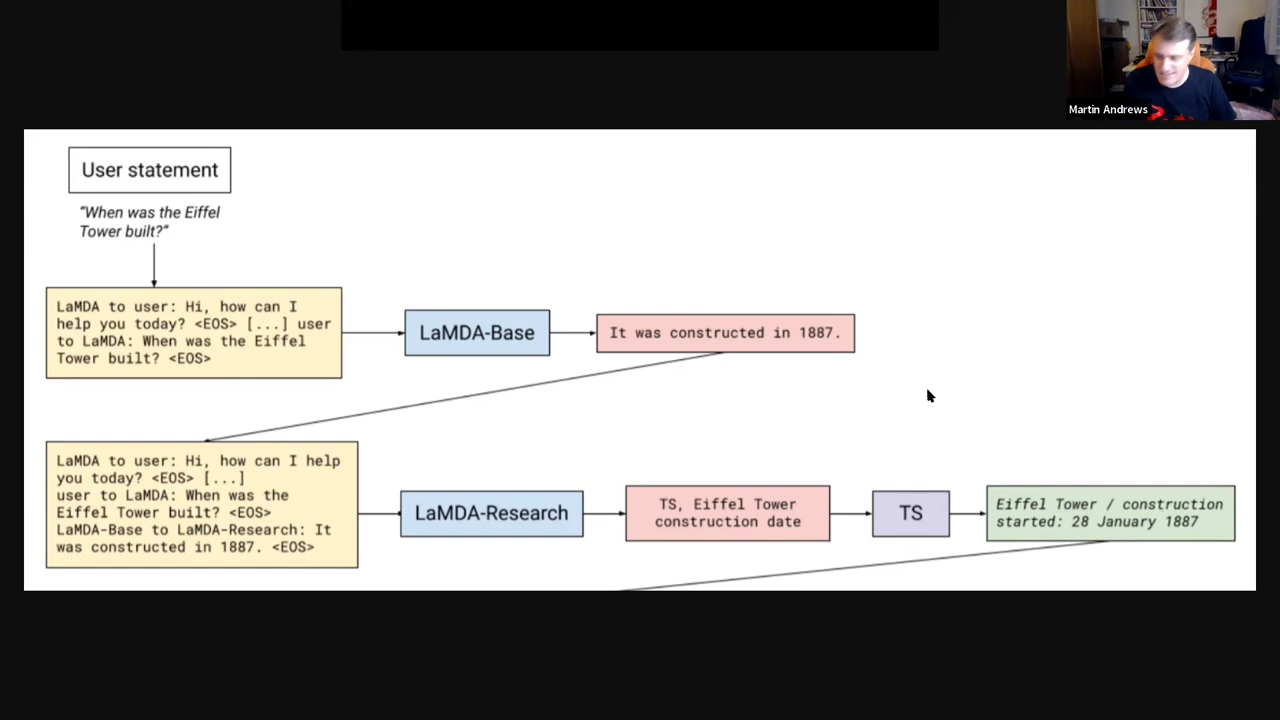 Martin Andrews
User statement
“When was the Eiffel
Tower built?”
LaMDA to user: Hi, how can I
help you today? <EOS> [...] user
to LaMDA: When was the Eiffel
Tower built? <EOS>
LaMDA-Base
It was constructed in 1887.
LaMDA to user: Hi, how can I help
you today? <EOS> [...]
user to LaMDA: When was the
Eiffel Tower built? <EOS>
LaMDA-Base to LaMDA-Research: It
was constructed in 1887. <EOS>
LaMDA-Research
TS, Eiffel Tower
construction date
TS
Eiffel Tower / construction
started: 28 January 1887